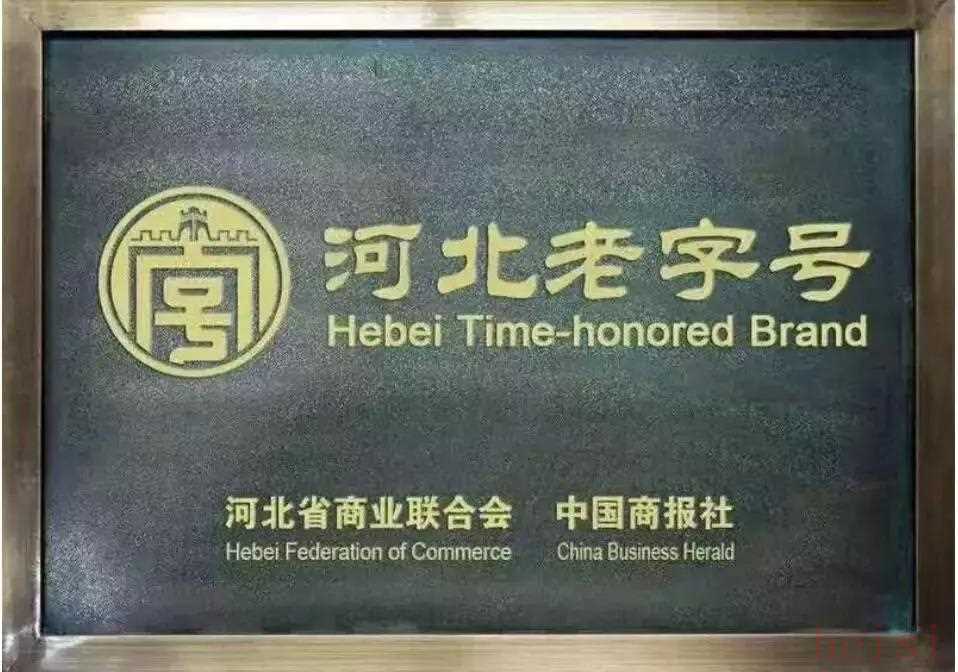 河北老字号
Hebei Time-honored Brand
河北省商业联合会 中国商报社
Hebei Federation of Commerce China Business Herald